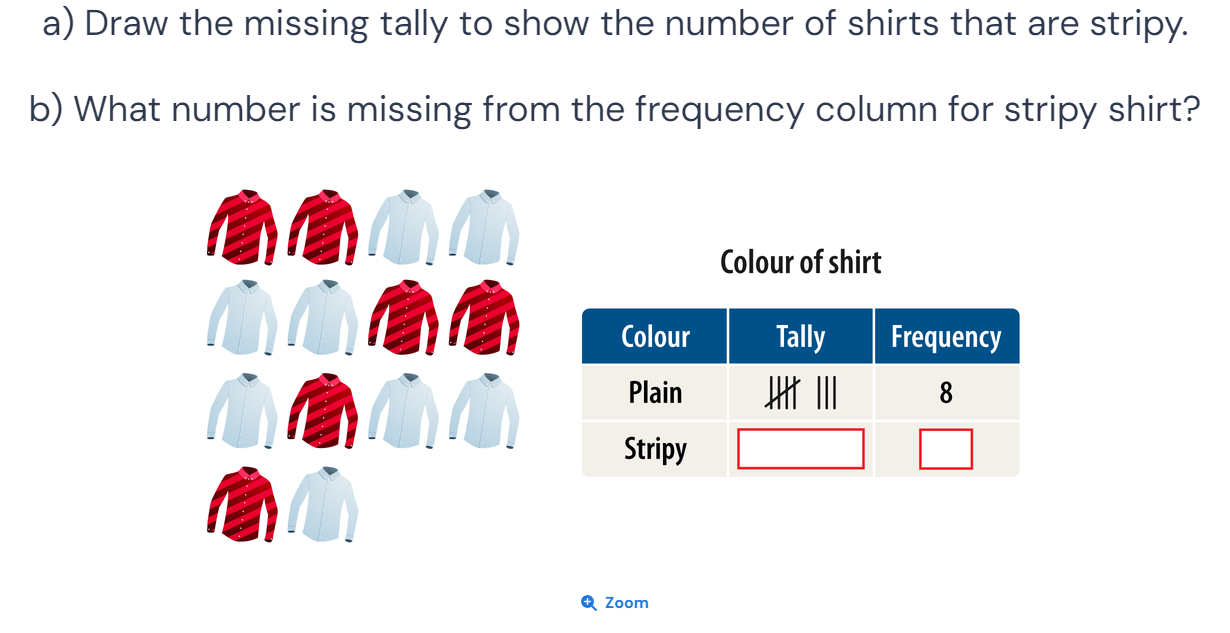 a) Draw the missing tally to show the number of shirts that are stripy.
b) What number is missing from the frequency column for stripy shirt?
Colour of shirt
Colour Tally Frequency
Plain 8
Stripy
Zoom